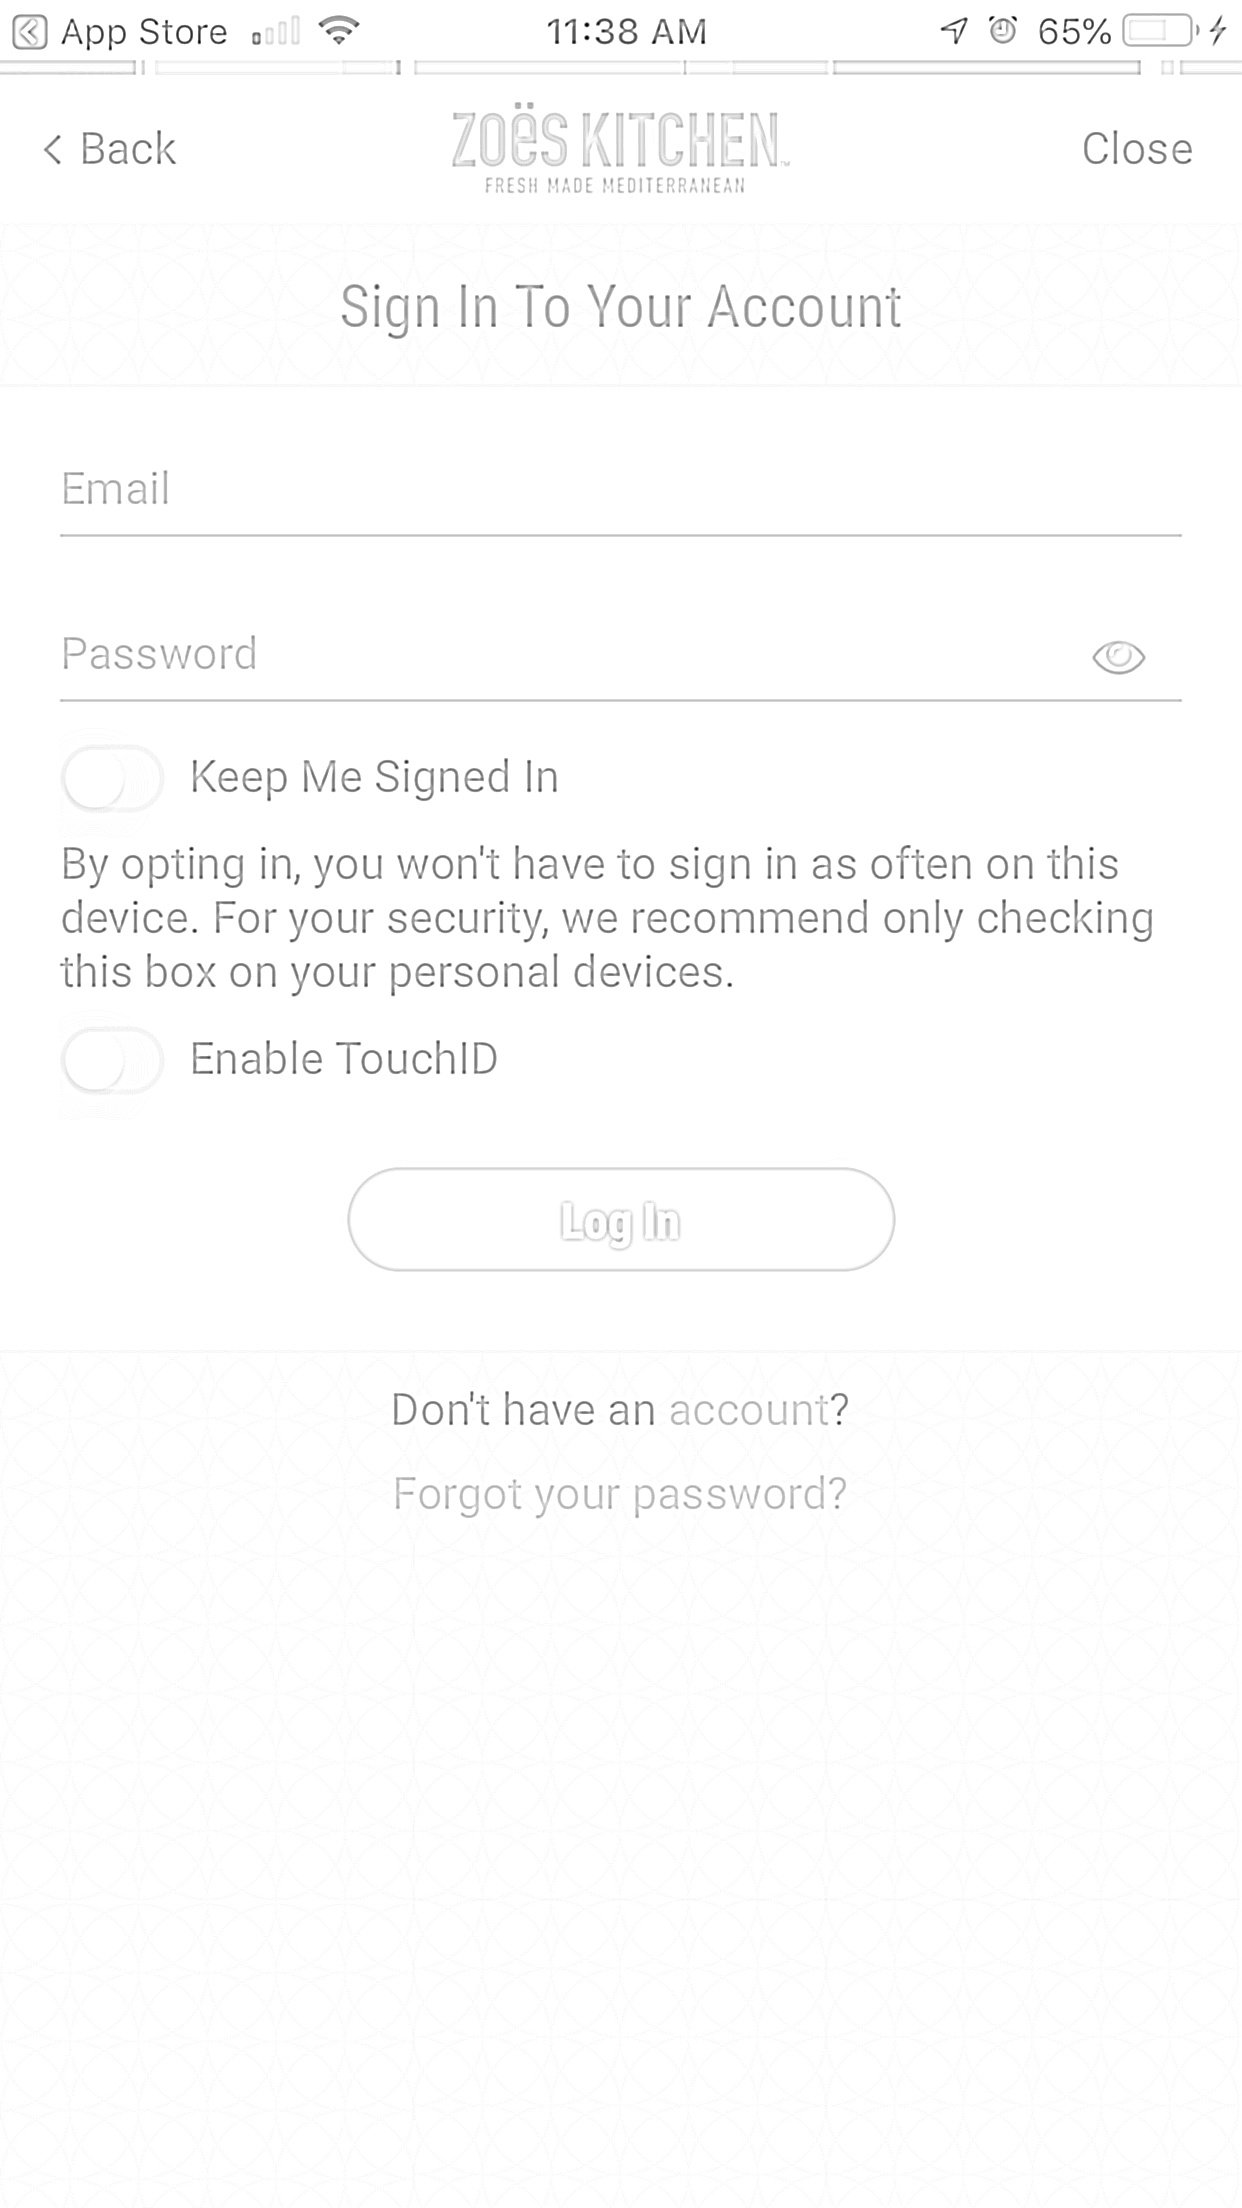 App Store 11:38 AM 65%
Back ZOËS KITCHEN™ Close
FRESH MADE MEDITERRANEAN
Sign In To Your Account
Email
Password
Keep Me Signed In
By opting in, you won't have to sign in as often on this
device. For your security, we recommend only checking
this box on your personal devices.
Enable TouchID
Log In
Don't have an account?
Forgot your password?